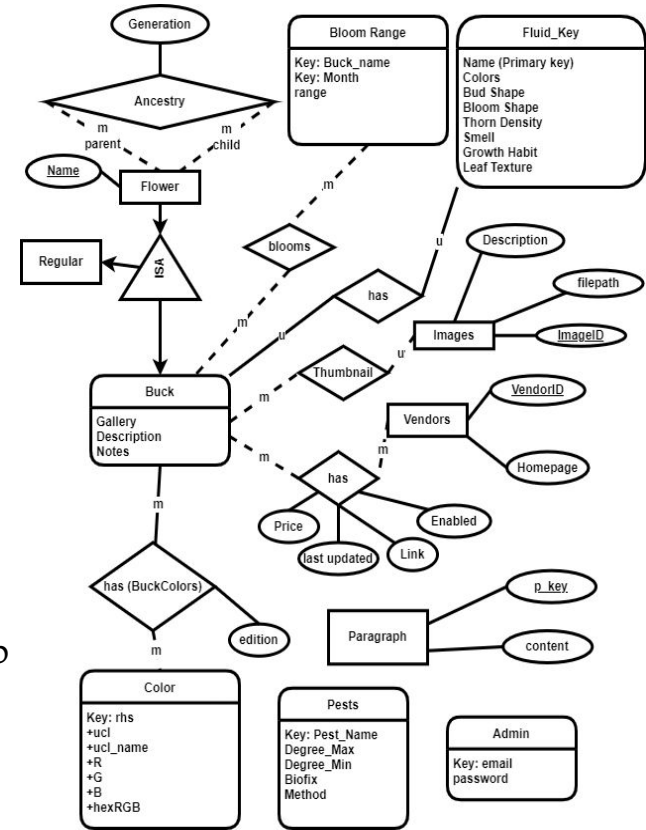 Generation
Ancestry
m
parent
m
child
Name
Flower
Regular
ISA
Bloom Range
Key: Buck_name
Key: Month
range
Fluid_Key
Name (Primary key)
Colors
Bud Shape
Bloom Shape
Thorn Density
Smell
Growth Habit
Leaf Texture
m
blooms
m
u
has
u
Description
filepath
Images
ImageID
Thumbnail
u
m
Buck
Gallery
Description
Notes
VendorID
Vendors
Homepage
m
m
has
Price
last updated
Link
Enabled
m
has (BuckColors)
edition
m
p_key
Paragraph
content
Color
Key: rhs
+ucl
+ucl_name
+R
+G
+B
+hexRGB
Pests
Key: Pest_Name
Degree_Max
Degree_Min
Biofix
Method
Admin
Key: email
password